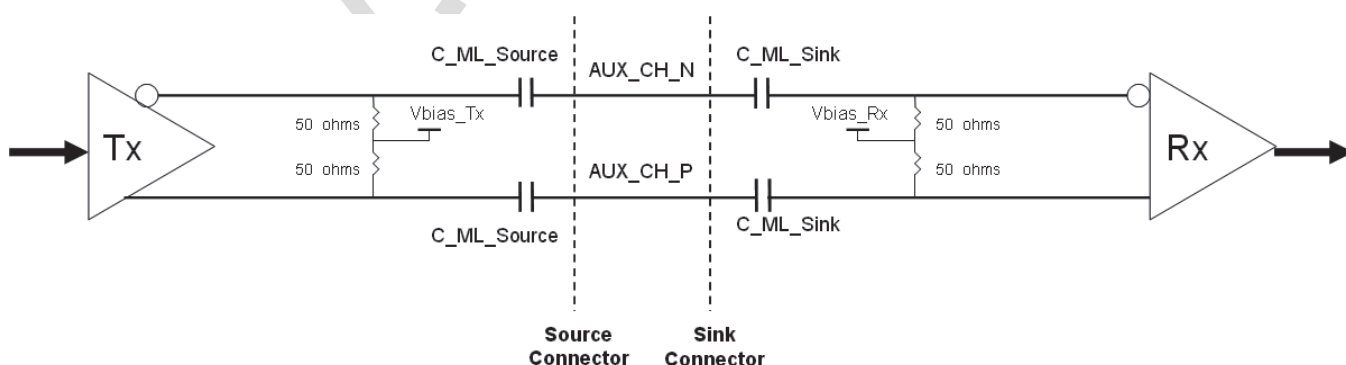 C_ML_Source
C_ML_Sink
AUX_CH_N
Vbias_Tx
Vbias_Rx
50 ohms
50 ohms
Tx
Rx
50 ohms
50 ohms
AUX_CH_P
C_ML_Source
C_ML_Sink
Source
Connector
Sink
Connector